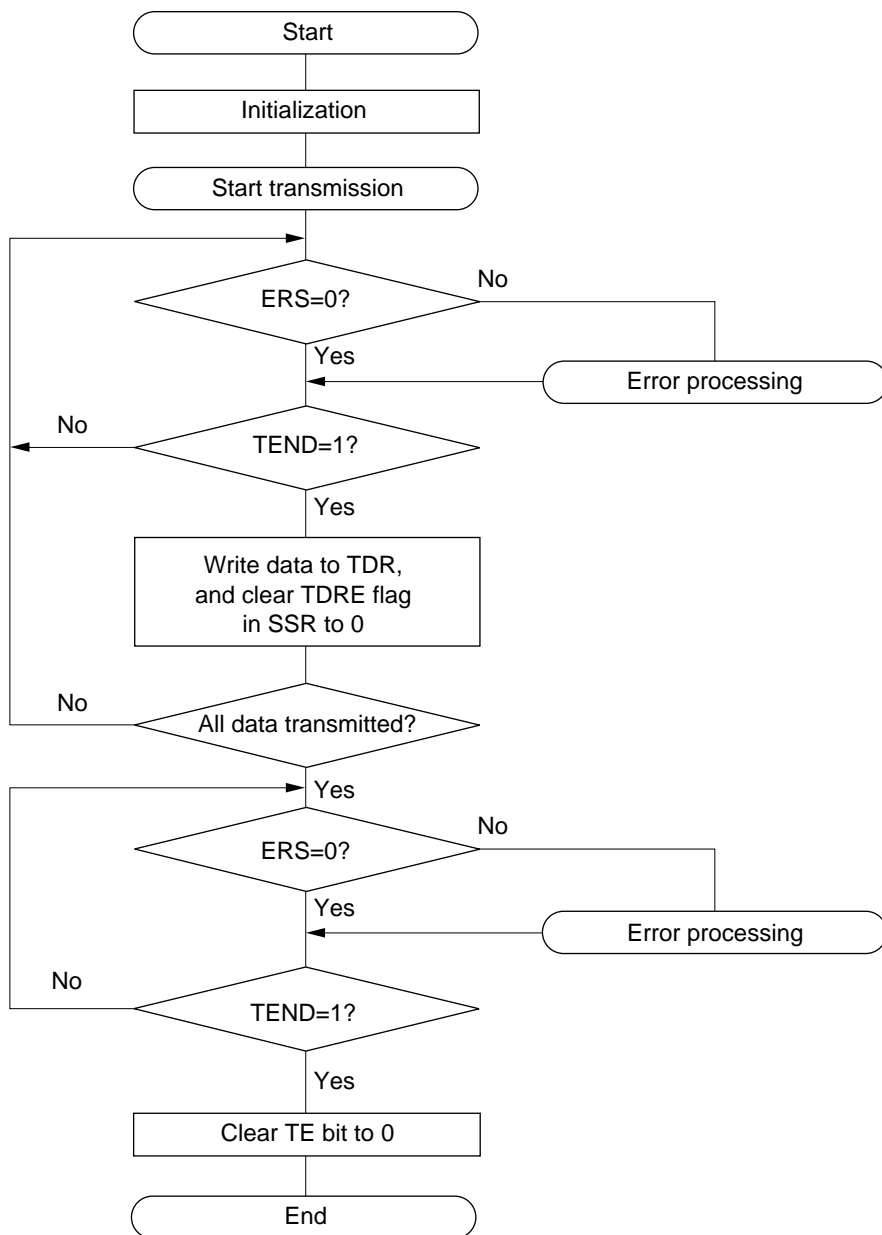 Start
Initialization
Start transmission
ERS=0?
No
Yes
Error processing
No
TEND=1?
Yes
Write data to TDR,
and clear TDRE flag
in SSR to 0
No
All data transmitted?
Yes
ERS=0?
No
Yes
Error processing
No
TEND=1?
Yes
Clear TE bit to 0
End